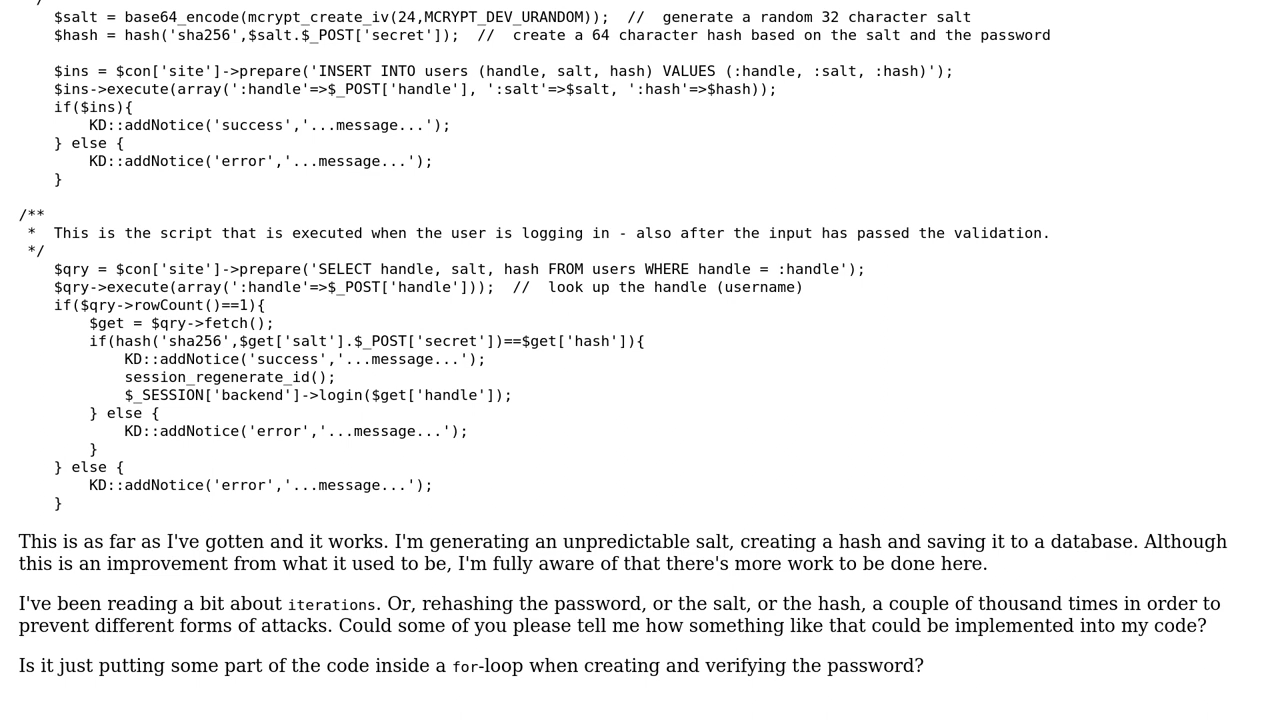 */
$salt = base64_encode(mcrypt_create_iv(24,MCRYPT_DEV_URANDOM));  //  generate a random 32 character salt
$hash = hash('sha256',$salt.$_POST['secret']);  //  create a 64 character hash based on the salt and the password
$ins = $con['site']->prepare('INSERT INTO users (handle, salt, hash) VALUES (:handle, :salt, :hash)');
$ins->execute(array(':handle'=>$_POST['handle'], ':salt'=>$salt, ':hash'=>$hash));
if($ins){
KD::addNotice('success','...message...');
} else {
KD::addNotice('error','...message...');
}
/**
*  This is the script that is executed when the user is logging in - also after the input has passed the validation.
*/
$qry = $con['site']->prepare('SELECT handle, salt, hash FROM users WHERE handle = :handle');
$qry->execute(array(':handle'=>$_POST['handle']));  //  look up the handle (username)
if($qry->rowCount()==1){
$get = $qry->fetch();
if(hash('sha256',$get['salt'].$_POST['secret'])==$get['hash']){
KD::addNotice('success','...message...');
session_regenerate_id();
$_SESSION['backend']->login($get['handle']);
} else {
KD::addNotice('error','...message...');
}
} else {
KD::addNotice('error','...message...');
}
This is as far as I've gotten and it works. I'm generating an unpredictable salt, creating a hash and saving it to a database. Although
this is an improvement from what it used to be, I'm fully aware of that there's more work to be done here.
I've been reading a bit about iterations. Or, rehashing the password, or the salt, or the hash, a couple of thousand times in order to
prevent different forms of attacks. Could some of you please tell me how something like that could be implemented into my code?
Is it just putting some part of the code inside a for-loop when creating and verifying the password?